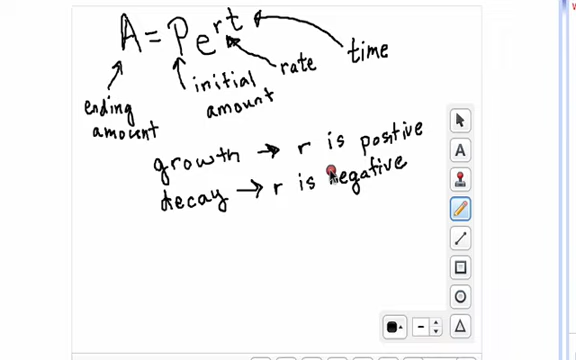 A = Pe^rt
time
rate
initial amount
ending amount
growth → r is positive
decay → r is negative
A